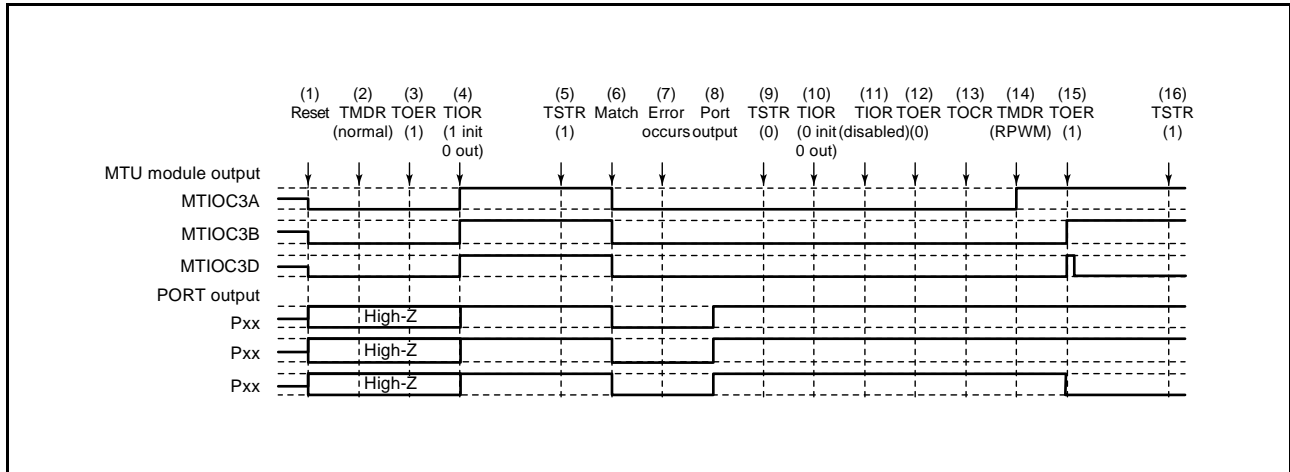 (1) (2) (3) (4) (5) (6) (7) (8) (9) (10) (11) (12) (13) (14) (15) (16)
Reset TMDR TOER TIOR TSTR Match Error Port TSTR TIOR TIOR TOER TOCR TMDR TOER TSTR
(normal) (1) (1 init (1) occurs output (0) (0 init (disabled) (0) (RPWM) (1) (1)
0 out) 0 out)
MTU module output
MTIOC3A
MTIOC3B
MTIOC3D
PORT output
Pxx High-Z
Pxx High-Z
Pxx High-Z